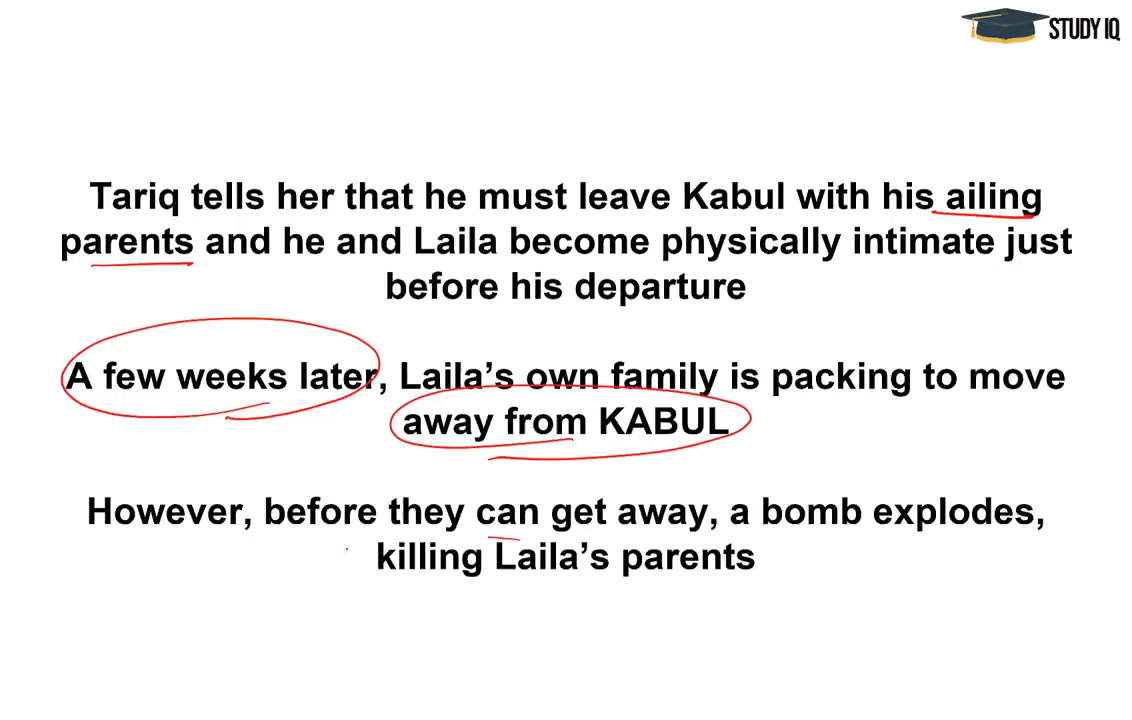 STUDY IQ
Tariq tells her that he must leave Kabul with his ailing
parents and he and Laila become physically intimate just
before his departure
A few weeks later, Laila’s own family is packing to move
away from KABUL
However, before they can get away, a bomb explodes,
killing Laila’s parents